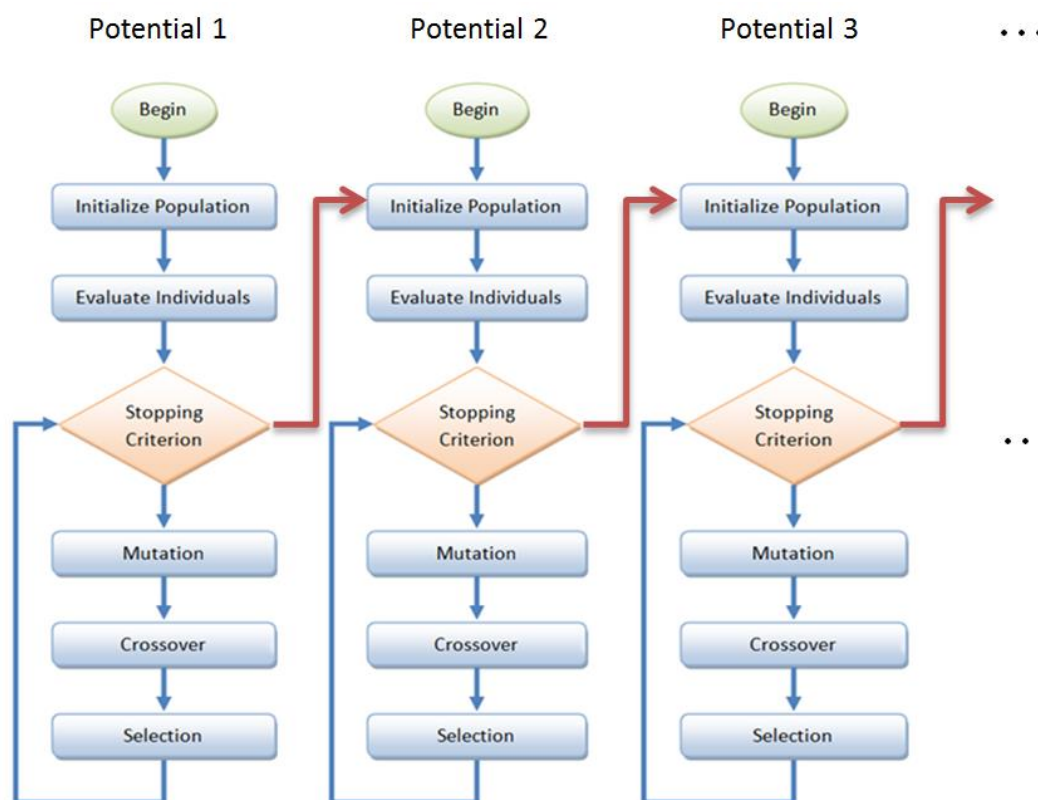 Potential 1
Potential 2
Potential 3
...
Begin
Initialize Population
Evaluate Individuals
Stopping
Criterion
Mutation
Crossover
Selection
Begin
Initialize Population
Evaluate Individuals
Stopping
Criterion
Mutation
Crossover
Selection
Begin
Initialize Population
Evaluate Individuals
Stopping
Criterion
Mutation
Crossover
Selection
..